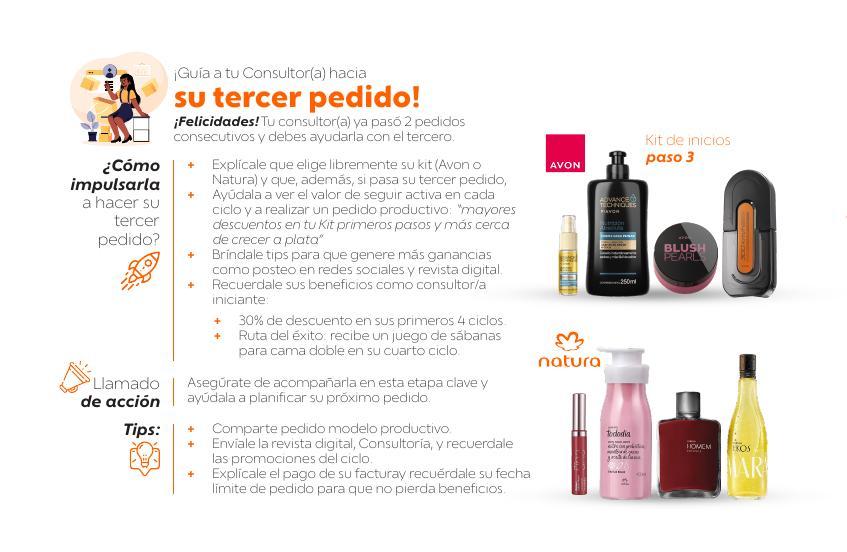 ¡Guía a tu Consultor(a) hacia
su tercer pedido!
¡Felicidades! Tu consultor(a) ya pasó 2 pedidos
consecutivos y debes ayudarla con el tercero.
¿Cómo
impulsarla
a hacer su
tercer
pedido?
+ Explícale que elige libremente su kit (Avon o
Natura) y que, además, si pasa su tercer pedido,
+ Ayúdala a ver el valor de seguir activa en cada
ciclo y a realizar un pedido productivo: “mayores
descuentos en tu Kit primeros pasos y más cerca
de crecer a plata”
+ Bríndale tips para que genere más ganancias
como posteo en redes sociales y revista digital.
+ Recuerdale sus beneficios como consultor/a
iniciante:
+ 30% de descuento en sus primeros 4 ciclos.
+ Ruta del éxito: recibe un juego de sábanas
para cama doble en su cuarto ciclo.
Llamado
de acción
Asegúrate de acompañarla en esta etapa clave y
ayúdala a planificar su próximo pedido.
Tips:
+ Comparte pedido modelo productivo.
+ Envíale la revista digital, Consultoría, y recuerdale
las promociones del ciclo.
+ Explícale el pago de su facturay recuérdale su fecha
límite de pedido para que no pierda beneficios.
AVON
Kit de inicios
paso 3
ADVANCE
TECHNIQUES
Nutrición
Absoluta
250ml
AVON
BLUSH
PEARLS
natura
tododia
HOMEM
EKOS
MAR